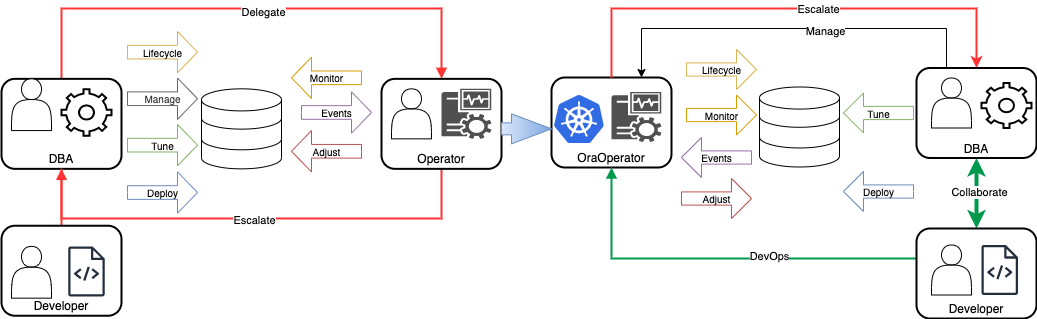 Delegate
Lifecycle
Manage
Tune
Deploy
Monitor
Events
Adjust
DBA
Operator
Escalate
Developer
Escalate
Manage
Lifecycle
Monitor
Events
Adjust
Tune
Deploy
OraOperator
DBA
Collaborate
DevOps
Developer